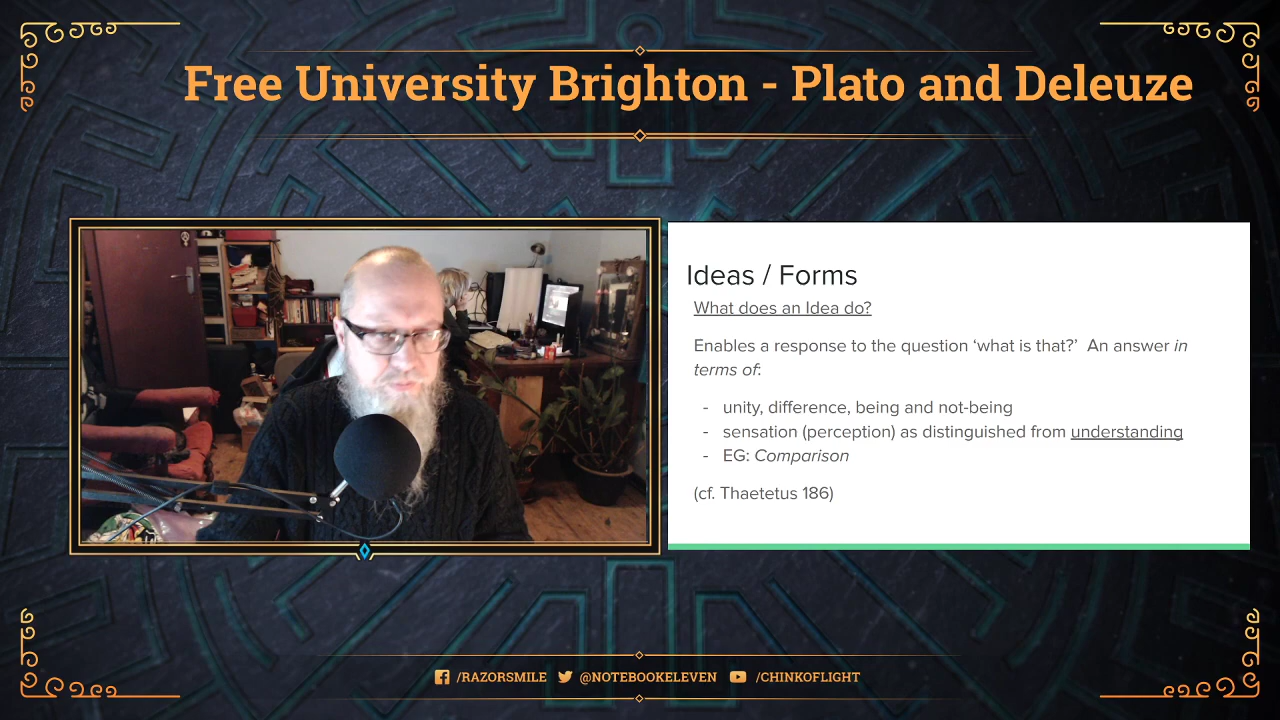 Free University Brighton - Plato and Deleuze
Ideas / Forms
What does an Idea do?
Enables a response to the question ‘what is that?’ An answer in
terms of:
- unity, difference, being and not-being
- sensation (perception) as distinguished from understanding
- EG: Comparison
(cf. Thaetetus 186)
/RAZORSMILE @NOTEBOOKELEVEN /CHINKOFLIGHT